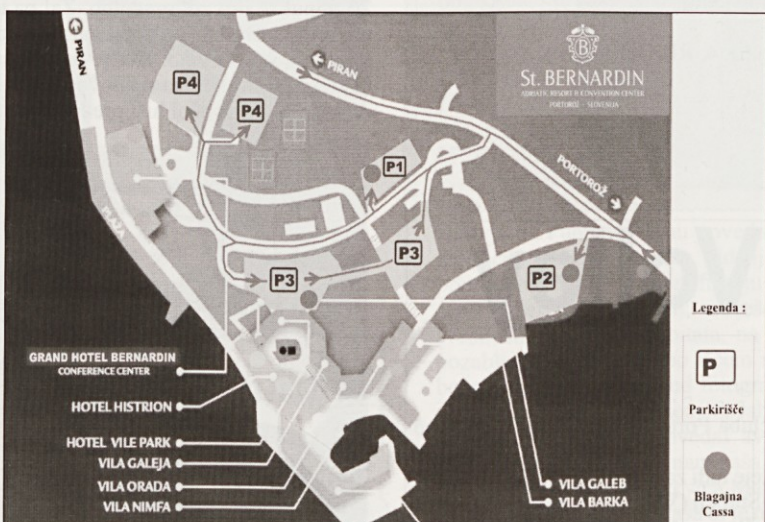 PIRAN
PIRAN
St. BERNARDIN
ADRIATIC RESORT & CONVENTION CENTER
PORTOROŽ - SLOVENIJA
P4
P4
P1
PORTOROŽ
PLAŽA
P3
P3
P2
GRAND HOTEL BERNARDIN
CONFERENCE CENTER
HOTEL HISTRION
HOTEL VILE PARK
VILA GALEJA
VILA ORADA
VILA NIMFA
VILA GALEB
VILA BARKA
Legenda :
P
Parkirišče
Blagajna
Cassa